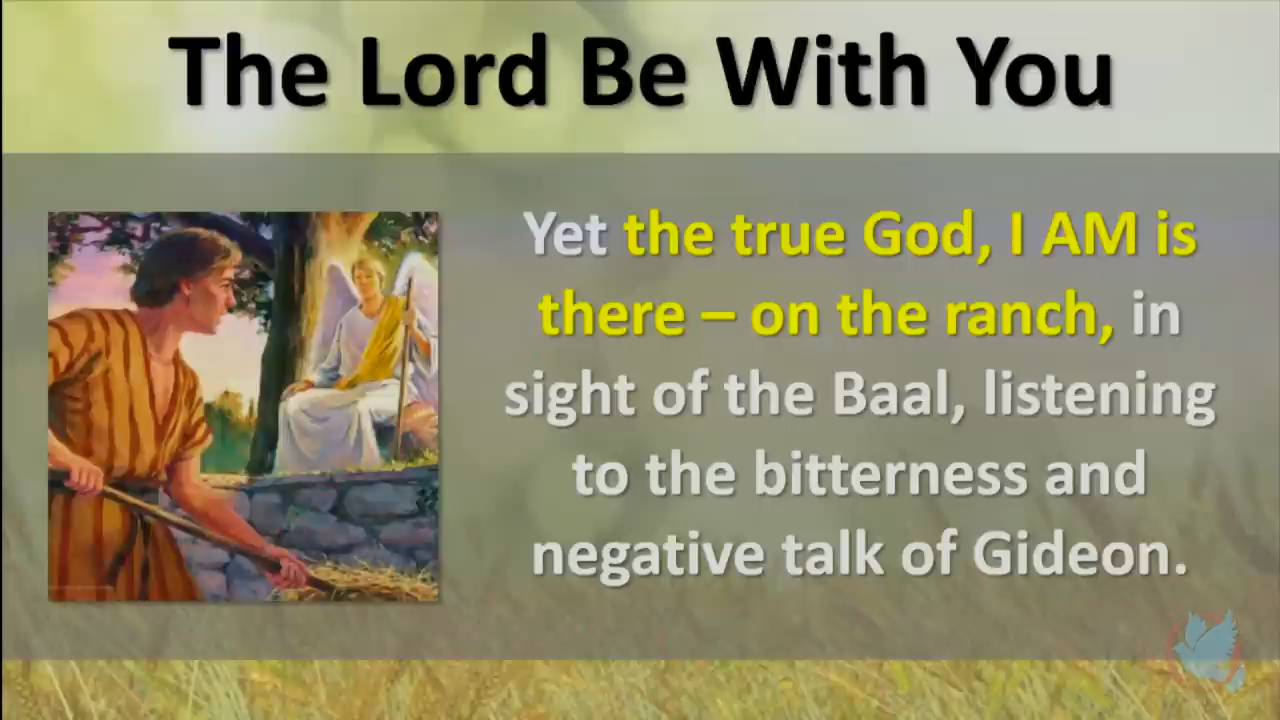 The Lord Be With You
Yet the true God, I AM is
there – on the ranch, in
sight of the Baal, listening
to the bitterness and
negative talk of Gideon.